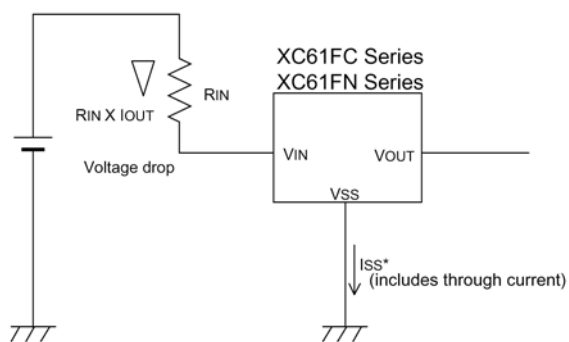 XC61FC Series
XC61FN Series
RIN
RIN X IOUT
Voltage drop
VIN
VOUT
VSS
ISS*
(includes through current)